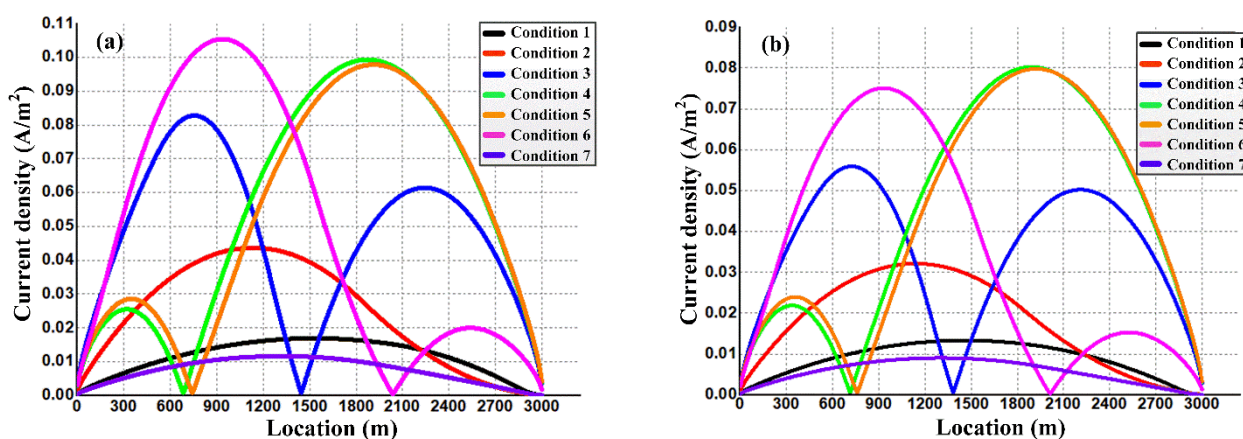 (a)
Current density (A/m²)
0.11
0.10
0.09
0.08
0.07
0.06
0.05
0.04
0.03
0.02
0.01
0.00
0 300 600 900 1200 1500 1800 2100 2400 2700 3000
Location (m)
Condition 1
Condition 2
Condition 3
Condition 4
Condition 5
Condition 6
Condition 7
(b)
Current density (A/m²)
0.09
0.08
0.07
0.06
0.05
0.04
0.03
0.02
0.01
0.00
0 300 600 900 1200 1500 1800 2100 2400 2700 3000
Location (m)
Condition 1
Condition 2
Condition 3
Condition 4
Condition 5
Condition 6
Condition 7